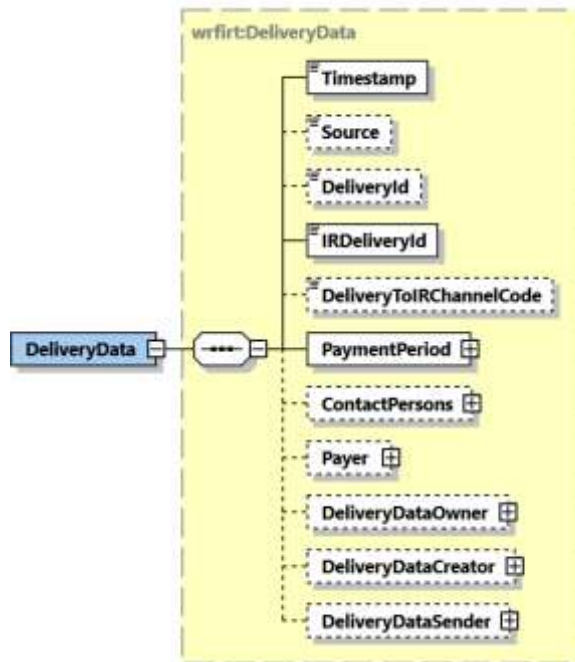 wrfirt:DeliveryData
Timestamp
Source
DeliveryId
IRDeliveryId
DeliveryToIRChannelCode
DeliveryData
PaymentPeriod
ContactPersons
Payer
DeliveryDataOwner
DeliveryDataCreator
DeliveryDataSender